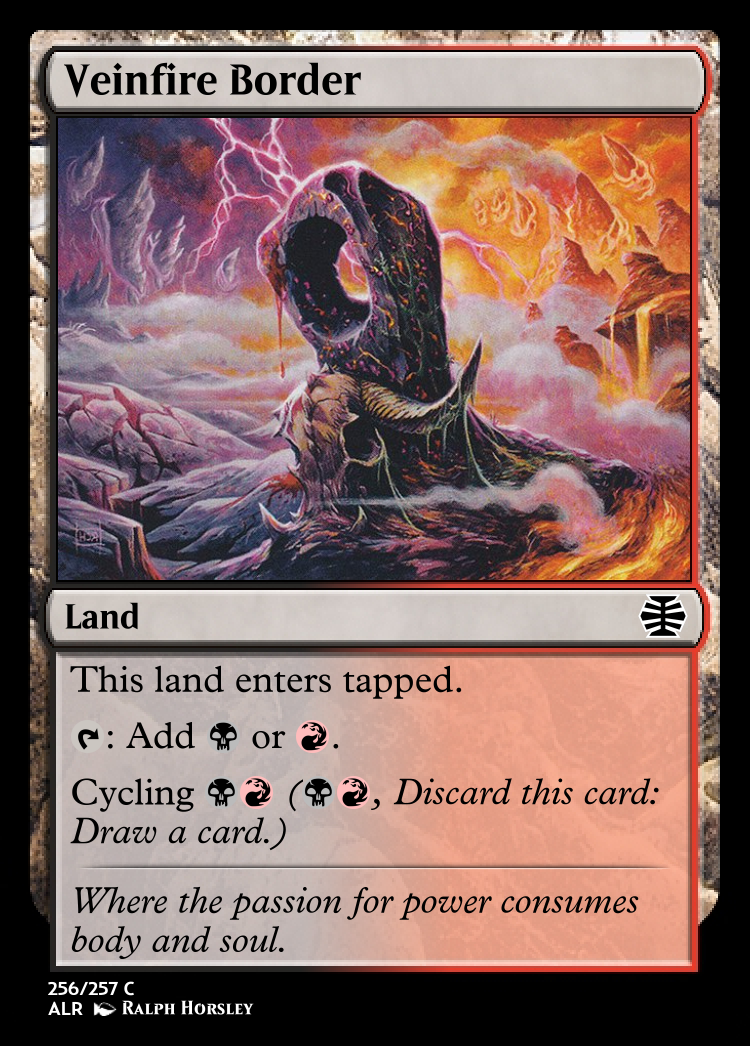 Veinfire Border
Land
This land enters tapped.
: Add or .
Cycling ( , Discard this card:
Draw a card.)
Where the passion for power consumes
body and soul.
256/257 C
ALR Ralph Horsley